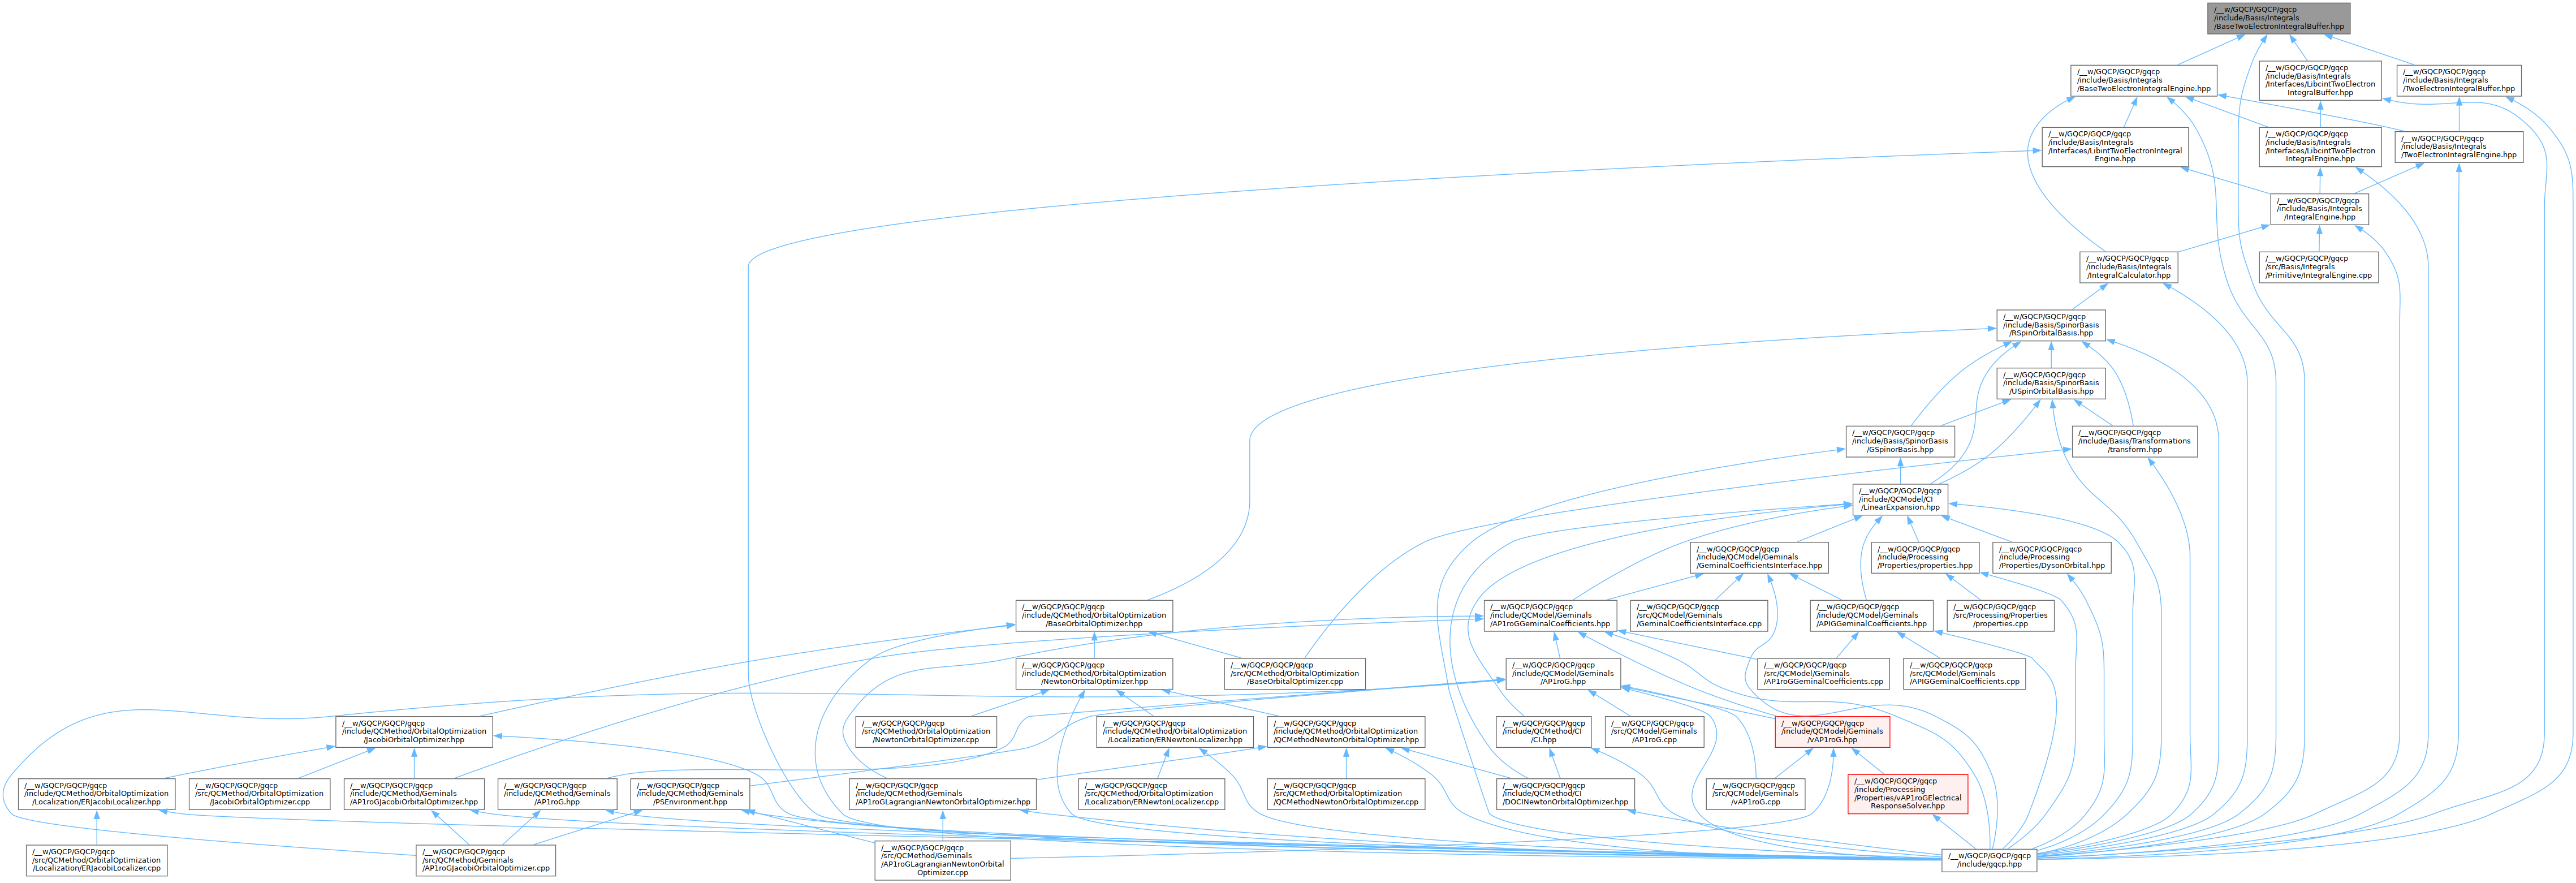 /__w/GQCP/GQCP/gqcp
/include/Basis/Integrals
/BaseTwoElectronIntegralBuffer.hpp
/__w/GQCP/GQCP/gqcp
/include/Basis/Integrals
/BaseTwoElectronIntegralEngine.hpp
/__w/GQCP/GQCP/gqcp
/include/Basis/Integrals
/Interfaces/LibcintTwoElectron
IntegralBuffer.hpp
/__w/GQCP/GQCP/gqcp
/include/Basis/Integrals
/TwoElectronIntegralBuffer.hpp
/__w/GQCP/GQCP/gqcp
/include/Basis/Integrals
/Interfaces/LibintTwoElectronIntegral
Engine.hpp
/__w/GQCP/GQCP/gqcp
/include/Basis/Integrals
/Interfaces/LibcintTwoElectron
IntegralEngine.hpp
/__w/GQCP/GQCP/gqcp
/include/Basis/Integrals
/TwoElectronIntegralEngine.hpp
/__w/GQCP/GQCP/gqcp
/include/Basis/Integrals
/IntegralEngine.hpp
/__w/GQCP/GQCP/gqcp
/include/Basis/Integrals
/IntegralCalculator.hpp
/__w/GQCP/GQCP/gqcp
/src/Basis/Integrals
/Primitive/IntegralEngine.cpp
/__w/GQCP/GQCP/gqcp
/include/Basis/SpinorBasis
/RSpinOrbitalBasis.hpp
/__w/GQCP/GQCP/gqcp
/include/Basis/SpinorBasis
/USpinOrbitalBasis.hpp
/__w/GQCP/GQCP/gqcp
/include/Basis/SpinorBasis
/GSpinorBasis.hpp
/__w/GQCP/GQCP/gqcp
/include/Basis/Transformations
/transform.hpp
/__w/GQCP/GQCP/gqcp
/include/QCModel/CI
/LinearExpansion.hpp
/__w/GQCP/GQCP/gqcp
/include/QCModel/Geminals
/GeminalCoefficientsInterface.hpp
/__w/GQCP/GQCP/gqcp
/include/Processing
/Properties/properties.hpp
/__w/GQCP/GQCP/gqcp
/include/Processing
/Properties/DysonOrbital.hpp
/__w/GQCP/GQCP/gqcp
/include/QCMethod/OrbitalOptimization
/BaseOrbitalOptimizer.hpp
/__w/GQCP/GQCP/gqcp
/include/QCModel/Geminals
/AP1roGGeminalCoefficients.hpp
/__w/GQCP/GQCP/gqcp
/src/QCModel/Geminals
/GeminalCoefficientsInterface.cpp
/__w/GQCP/GQCP/gqcp
/include/QCModel/Geminals
/APIGGeminalCoefficients.hpp
/__w/GQCP/GQCP/gqcp
/src/Processing/Properties
/properties.cpp
/__w/GQCP/GQCP/gqcp
/include/QCMethod/OrbitalOptimization
/NewtonOrbitalOptimizer.hpp
/__w/GQCP/GQCP/gqcp
/src/QCMethod/OrbitalOptimization
/BaseOrbitalOptimizer.cpp
/__w/GQCP/GQCP/gqcp
/include/QCModel/Geminals
/AP1roG.hpp
/__w/GQCP/GQCP/gqcp
/src/QCModel/Geminals
/AP1roGGeminalCoefficients.cpp
/__w/GQCP/GQCP/gqcp
/src/QCModel/Geminals
/APIGGeminalCoefficients.cpp
/__w/GQCP/GQCP/gqcp
/include/QCMethod/OrbitalOptimization
/JacobiOrbitalOptimizer.hpp
/__w/GQCP/GQCP/gqcp
/src/QCMethod/OrbitalOptimization
/NewtonOrbitalOptimizer.cpp
/__w/GQCP/GQCP/gqcp
/include/QCMethod/OrbitalOptimization
/Localization/ERNewtonLocalizer.hpp
/__w/GQCP/GQCP/gqcp
/include/QCMethod/OrbitalOptimization
/QCMethodNewtonOrbitalOptimizer.hpp
/__w/GQCP/GQCP/gqcp
/include/QCMethod/CI
/CI.hpp
/__w/GQCP/GQCP/gqcp
/src/QCModel/Geminals
/AP1roG.cpp
/__w/GQCP/GQCP/gqcp
/include/QCModel/Geminals
/vAP1roG.hpp
/__w/GQCP/GQCP/gqcp
/include/QCMethod/OrbitalOptimization
/Localization/ERJacobiLocalizer.hpp
/__w/GQCP/GQCP/gqcp
/src/QCMethod/OrbitalOptimization
/JacobiOrbitalOptimizer.cpp
/__w/GQCP/GQCP/gqcp
/include/QCMethod/Geminals
/AP1roGJacobiOrbitalOptimizer.hpp
/__w/GQCP/GQCP/gqcp
/include/QCMethod/Geminals
/AP1roG.hpp
/__w/GQCP/GQCP/gqcp
/include/QCMethod/Geminals
/PSEnvironment.hpp
/__w/GQCP/GQCP/gqcp
/include/QCMethod/Geminals
/AP1roGLagrangianNewtonOrbitalOptimizer.hpp
/__w/GQCP/GQCP/gqcp
/src/QCMethod/OrbitalOptimization
/Localization/ERNewtonLocalizer.cpp
/__w/GQCP/GQCP/gqcp
/src/QCMethod/OrbitalOptimization
/QCMethodNewtonOrbitalOptimizer.cpp
/__w/GQCP/GQCP/gqcp
/include/QCMethod/CI
/DOCINewtonOrbitalOptimizer.hpp
/__w/GQCP/GQCP/gqcp
/src/QCModel/Geminals
/vAP1roG.cpp
/__w/GQCP/GQCP/gqcp
/include/Processing
/Properties/vAP1roGElectrical
ResponseSolver.hpp
/__w/GQCP/GQCP/gqcp
/src/QCMethod/OrbitalOptimization
/Localization/ERJacobiLocalizer.cpp
/__w/GQCP/GQCP/gqcp
/src/QCMethod/Geminals
/AP1roGJacobiOrbitalOptimizer.cpp
/__w/GQCP/GQCP/gqcp
/src/QCMethod/Geminals
/AP1roGLagrangianNewtonOrbital
Optimizer.cpp
/__w/GQCP/GQCP/gqcp
/include/gqcp.hpp